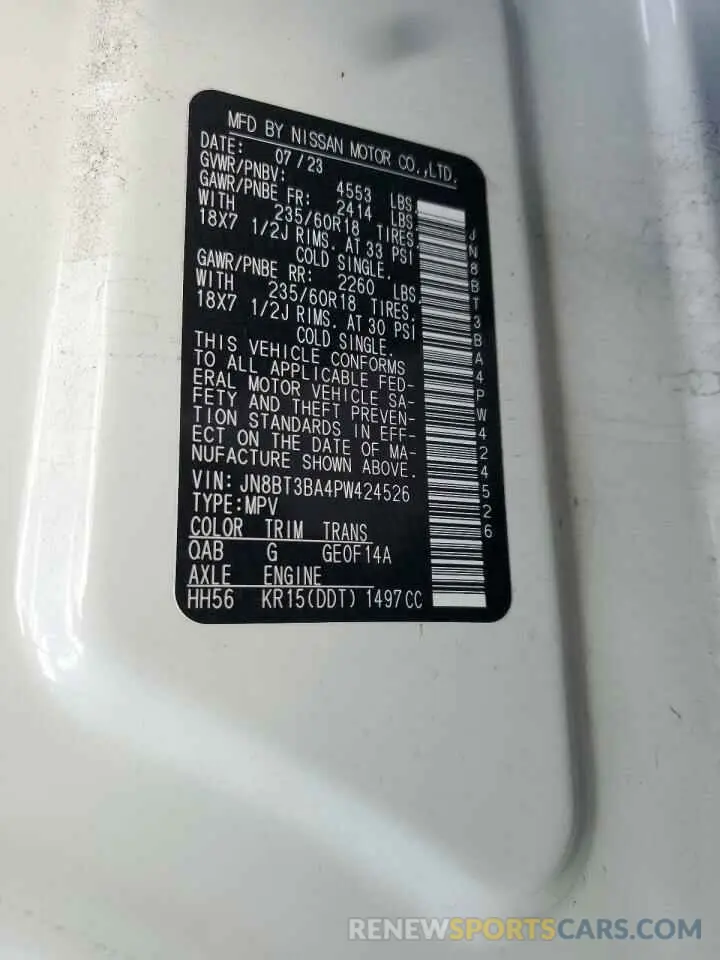 MFD BY NISSAN MOTOR CO.,LTD.
DATE: 07/23
GVWR/PNBV: 4553 LBS.
GAWR/PNBE FR: 2414 LBS.
WITH 235/60R18 TIRES.
18X7 1/2J RIMS. AT 33 PSI
COLD SINGLE.
GAWR/PNBE RR: 2260 LBS.
WITH 235/60R18 TIRES.
18X7 1/2J RIMS. AT 30 PSI
COLD SINGLE.
THIS VEHICLE CONFORMS
TO ALL APPLICABLE FED-
ERAL MOTOR VEHICLE SA-
FETY AND THEFT PREVEN-
TION STANDARDS IN EFF-
ECT ON THE DATE OF MA-
NUFACTURE SHOWN ABOVE.
VIN: JN8BT3BA4PW424526
TYPE:MPV
COLOR TRIM TRANS
QAB G GE0F14A
AXLE ENGINE
HH56 KR15(DDT) 1497CC
JN8BT3BA4PW424526
RENEWSPORTSCARS.COM